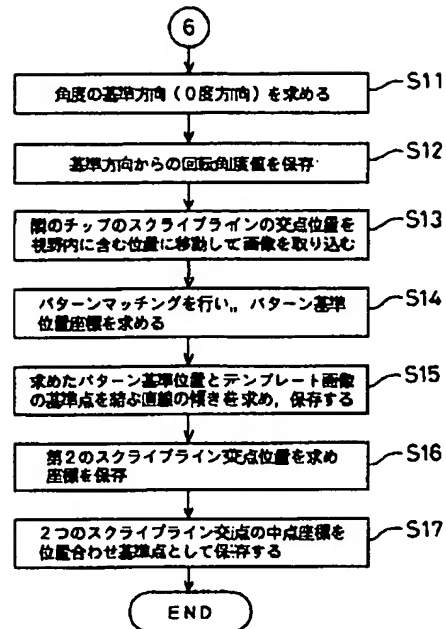 6
角度の基準方向(0度方向)を求める
S11
基準方向からの回転角度値を保存
S12
隣のチップのスクライブラインの交点位置を
視野内に含む位置に移動して画像を取り込む
S13
パターンマッチングを行い,パターン基準
位置座標を求める
S14
求めたパターン基準位置とテンプレート画像
の基準点を結ぶ直線の傾きを求め,保存する
S15
第2のスクライブライン交点位置を求め
座標を保存
S16
2つのスクライブライン交点の中点座標を
位置合わせ基準点として保存する
S17
END